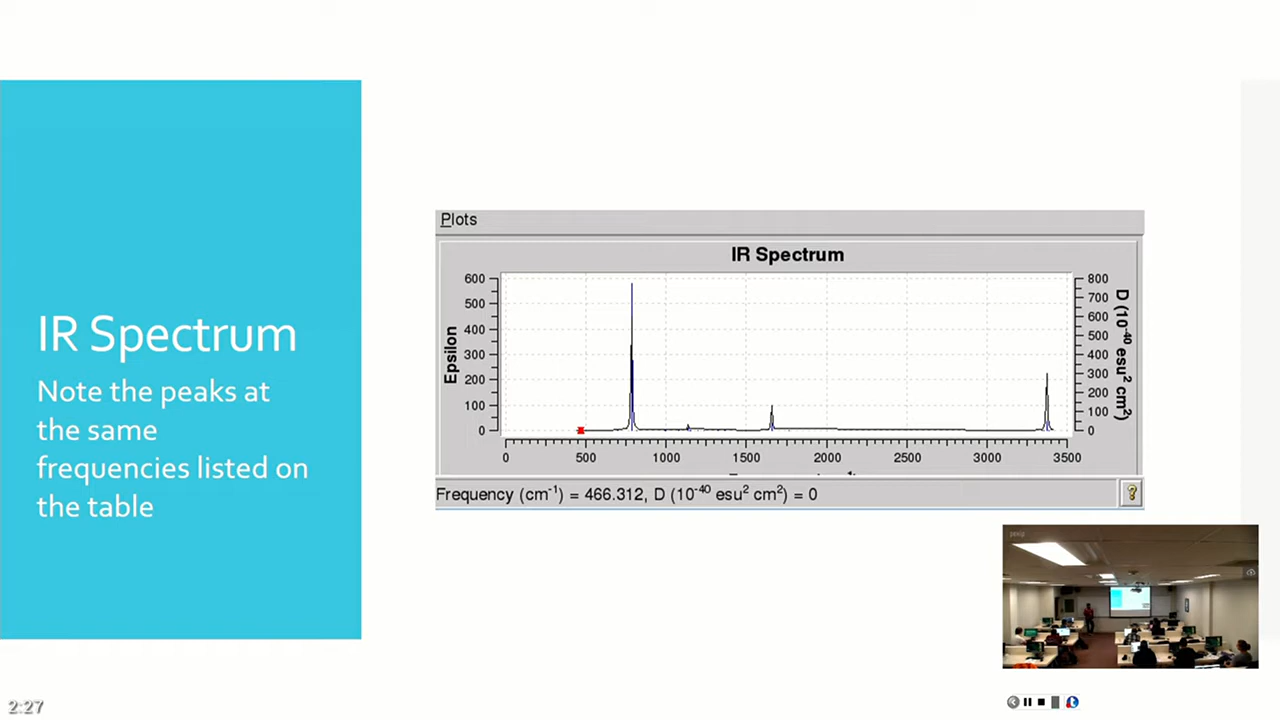 IR Spectrum
Note the peaks at
the same
frequencies listed on
the table
Plots
IR Spectrum
Epsilon
600
500
400
300
200
100
0
D (10⁻⁴⁰ esu² cm²)
800
700
600
500
400
300
200
100
0
0 500 1000 1500 2000 2500 3000 3500
Frequency (cm⁻¹) = 466.312, D (10⁻⁴⁰ esu² cm²) = 0
?
2:27